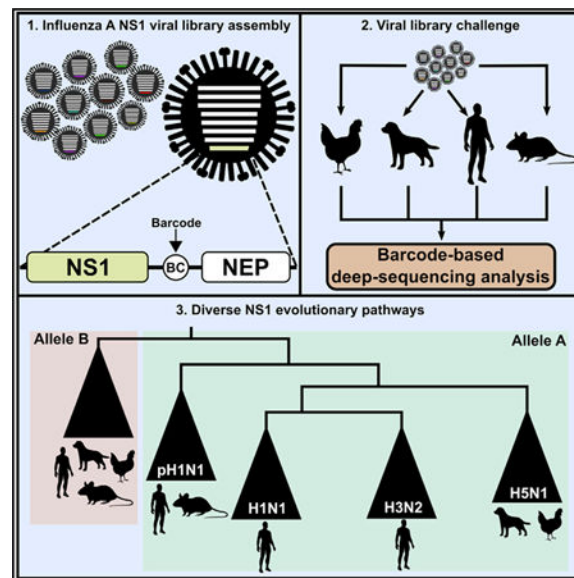 1. Influenza A NS1 viral library assembly
Barcode
NS1
BC
NEP
2. Viral library challenge
Barcode-based
deep-sequencing analysis
3. Diverse NS1 evolutionary pathways
Allele B
Allele A
pH1N1
H1N1
H3N2
H5N1